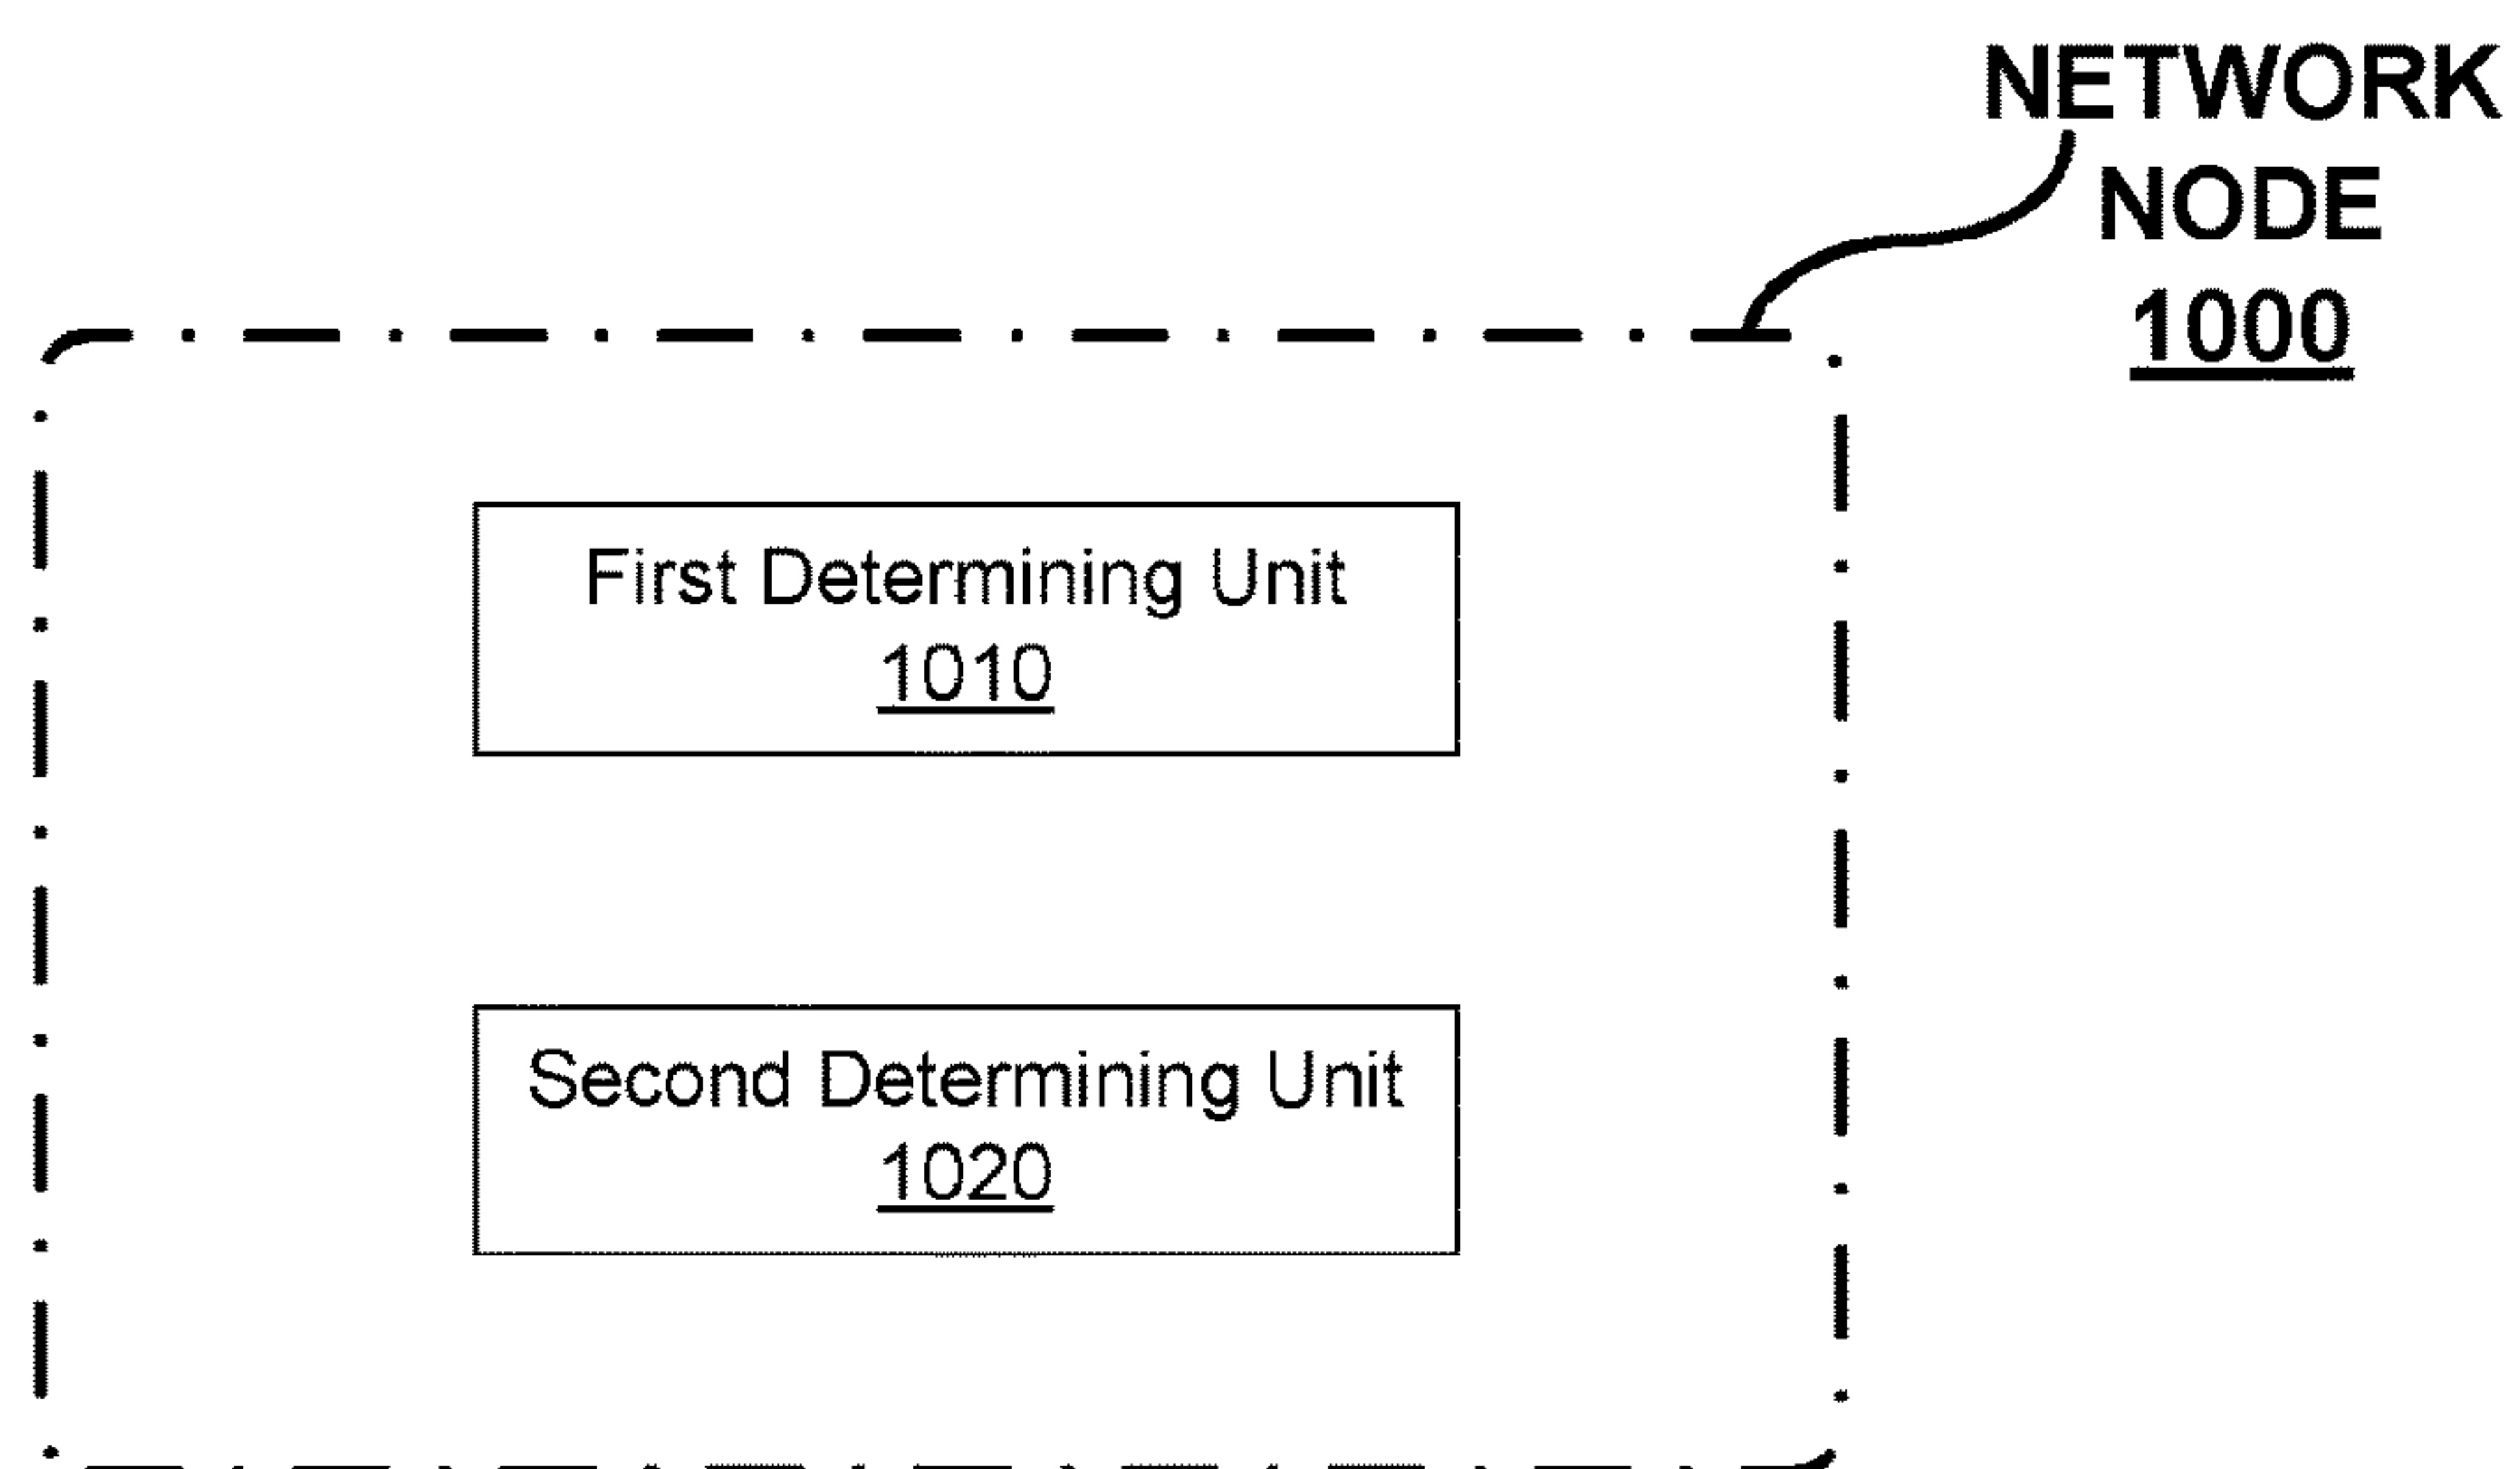 NETWORK
NODE
1000
First Determining Unit
1010
Second Determining Unit
1020